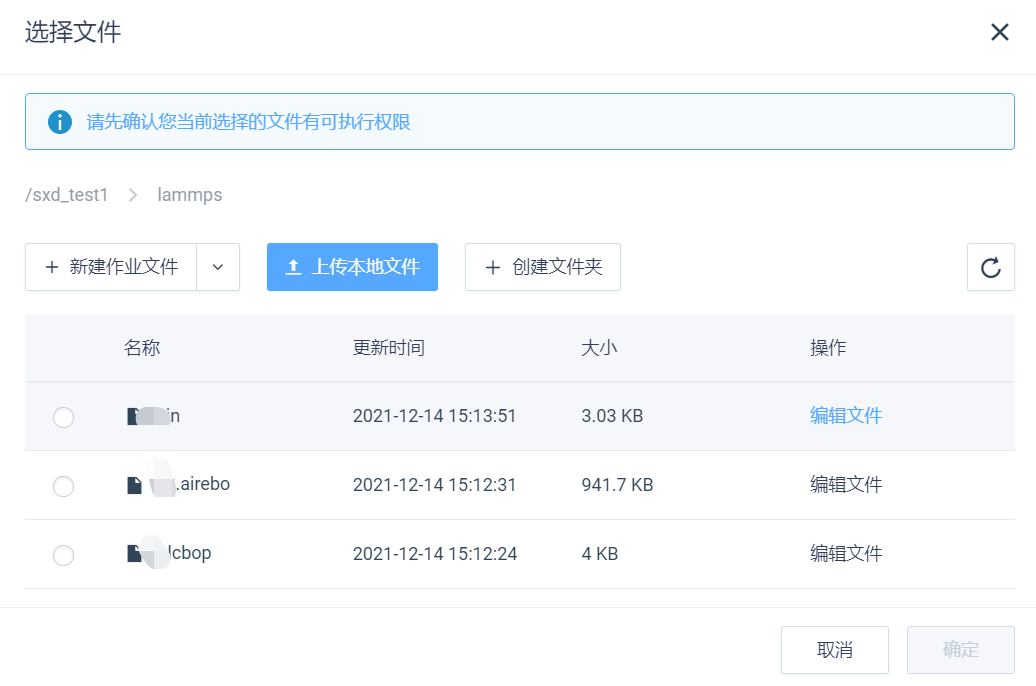 选择文件
请先确认您当前选择的文件有可执行权限
/sxd_test1 > lammps
+ 新建作业文件 上传本地文件 + 创建文件夹
名称 更新时间 大小 操作
in 2021-12-14 15:13:51 3.03 KB 编辑文件
.airebo 2021-12-14 15:12:31 941.7 KB 编辑文件
lcbop 2021-12-14 15:12:24 4 KB 编辑文件
取消 确定